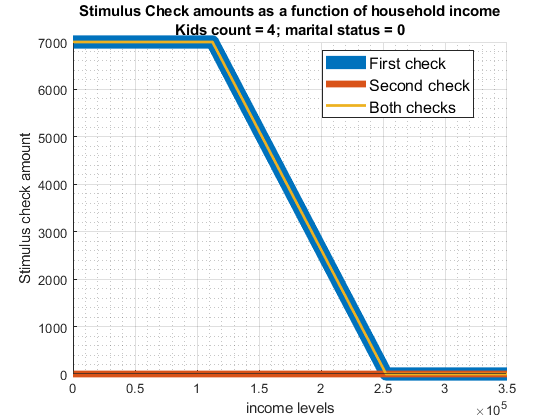 Stimulus Check amounts as a function of household income
Kids count = 4; marital status = 0
First check
Second check
Both checks
Stimulus check amount
7000
6000
5000
4000
3000
2000
1000
0
0 0.5 1 1.5 2 2.5 3 3.5
×10⁵
income levels